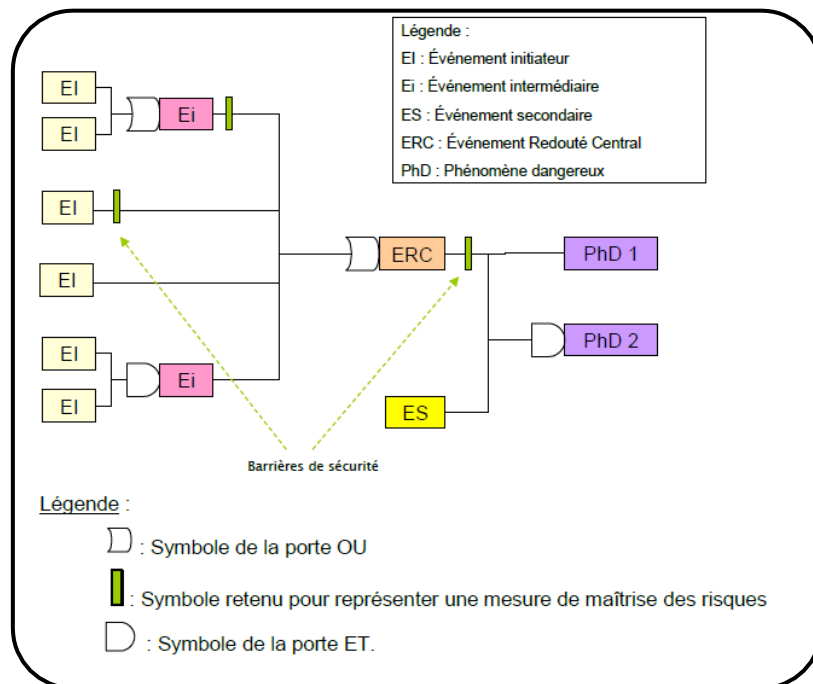 Légende :
EI : Événement initiateur
Ei : Événement intermédiaire
ES : Événement secondaire
ERC : Événement Redouté Central
PhD : Phénomène dangereux
EI
EI
Ei
EI
EI
EI
EI
Ei
ERC
PhD 1
PhD 2
ES
Barrières de sécurité
Légende :
: Symbole de la porte OU
: Symbole retenu pour représenter une mesure de maîtrise des risques
: Symbole de la porte ET.